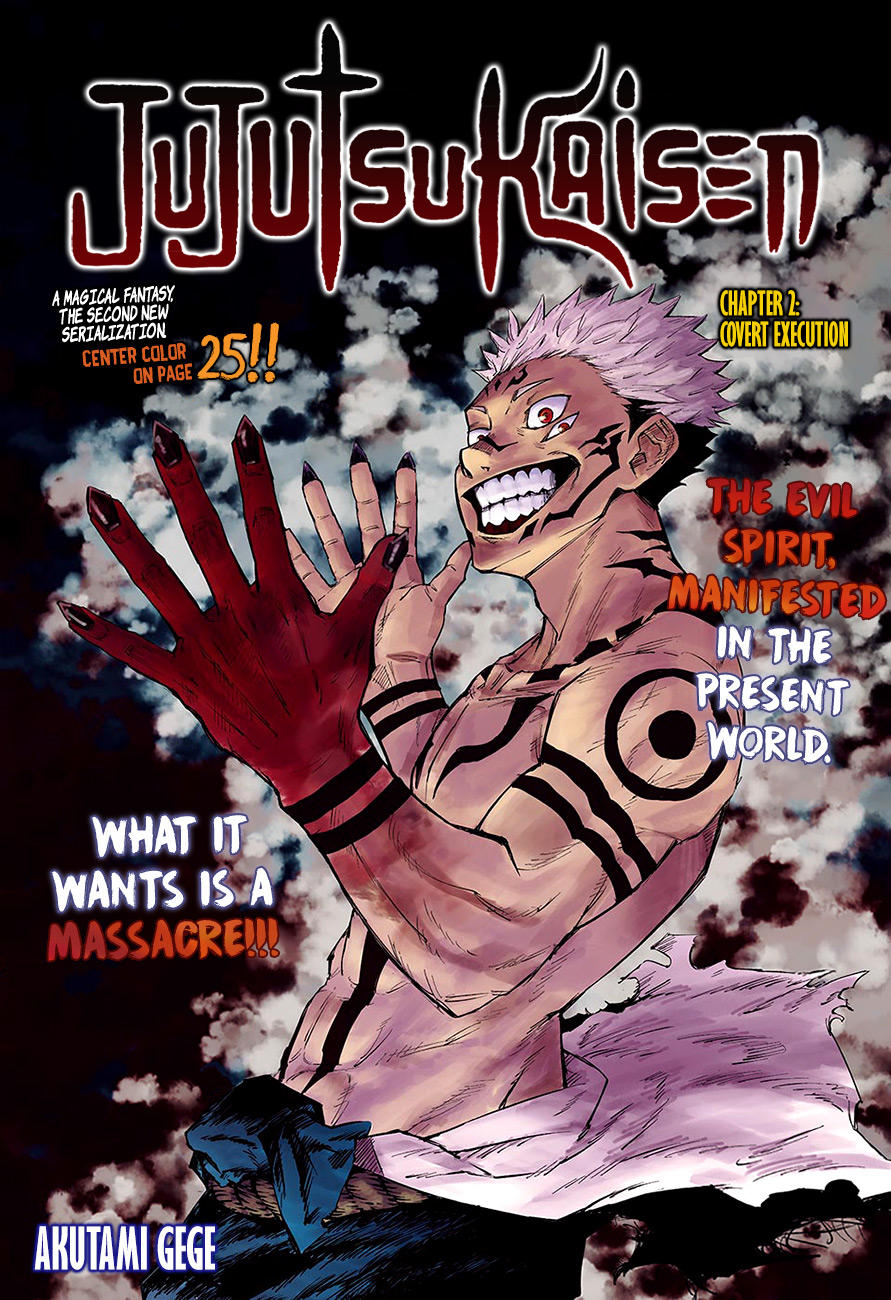 JUJUTSU KAISEN
A MAGICAL FANTASY.
THE SECOND NEW
SERIALIZATION.
CENTER COLOR
ON PAGE 25!!
CHAPTER 2:
COVERT EXECUTION
THE EVIL
SPIRIT,
MANIFESTED
IN THE
PRESENT
WORLD.
WHAT IT
WANTS IS A
MASSACRE!!!
AKUTAMI GEGE